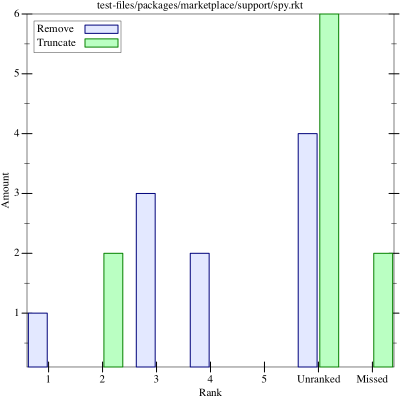 test-files/packages/marketplace/support/spy.rkt
Remove
Truncate
6
5
4
3
2
1
Amount
1 2 3 4 5 Unranked Missed
Rank